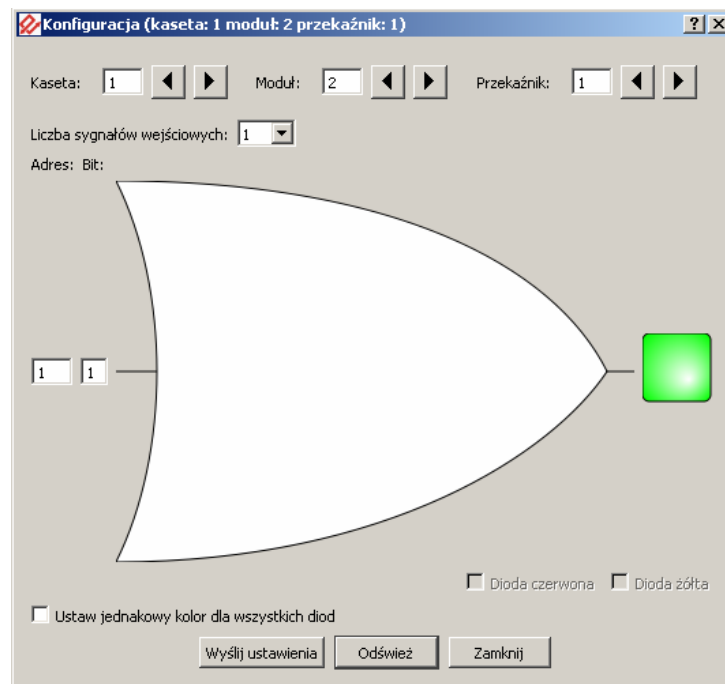 Konfiguracja (kaseta: 1 moduł: 2 przekaźnik: 1)
Kaseta: 1 Moduł: 2 Przekaźnik: 1
Liczba sygnałów wejściowych: 1
Adres: Bit:
1 1
Dioda czerwona Dioda żółta
Ustaw jednakowy kolor dla wszystkich diod
Wyślij ustawienia Odśwież Zamknij